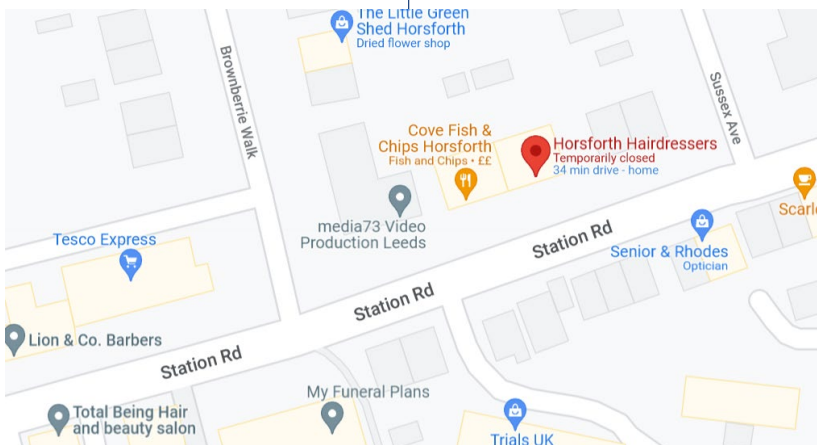 The Little Green
Shed Horsforth
Dried flower shop
Brownberrie Walk
Sussex Ave
Cove Fish &
Chips Horsforth
Fish and Chips • ££
Horsforth Hairdressers
Temporarily closed
34 min drive - home
media73 Video
Production Leeds
Scarl
Tesco Express
Station Rd
Senior & Rhodes
Optician
Station Rd
Lion & Co. Barbers
Station Rd
My Funeral Plans
Total Being Hair
and beauty salon
Trials UK